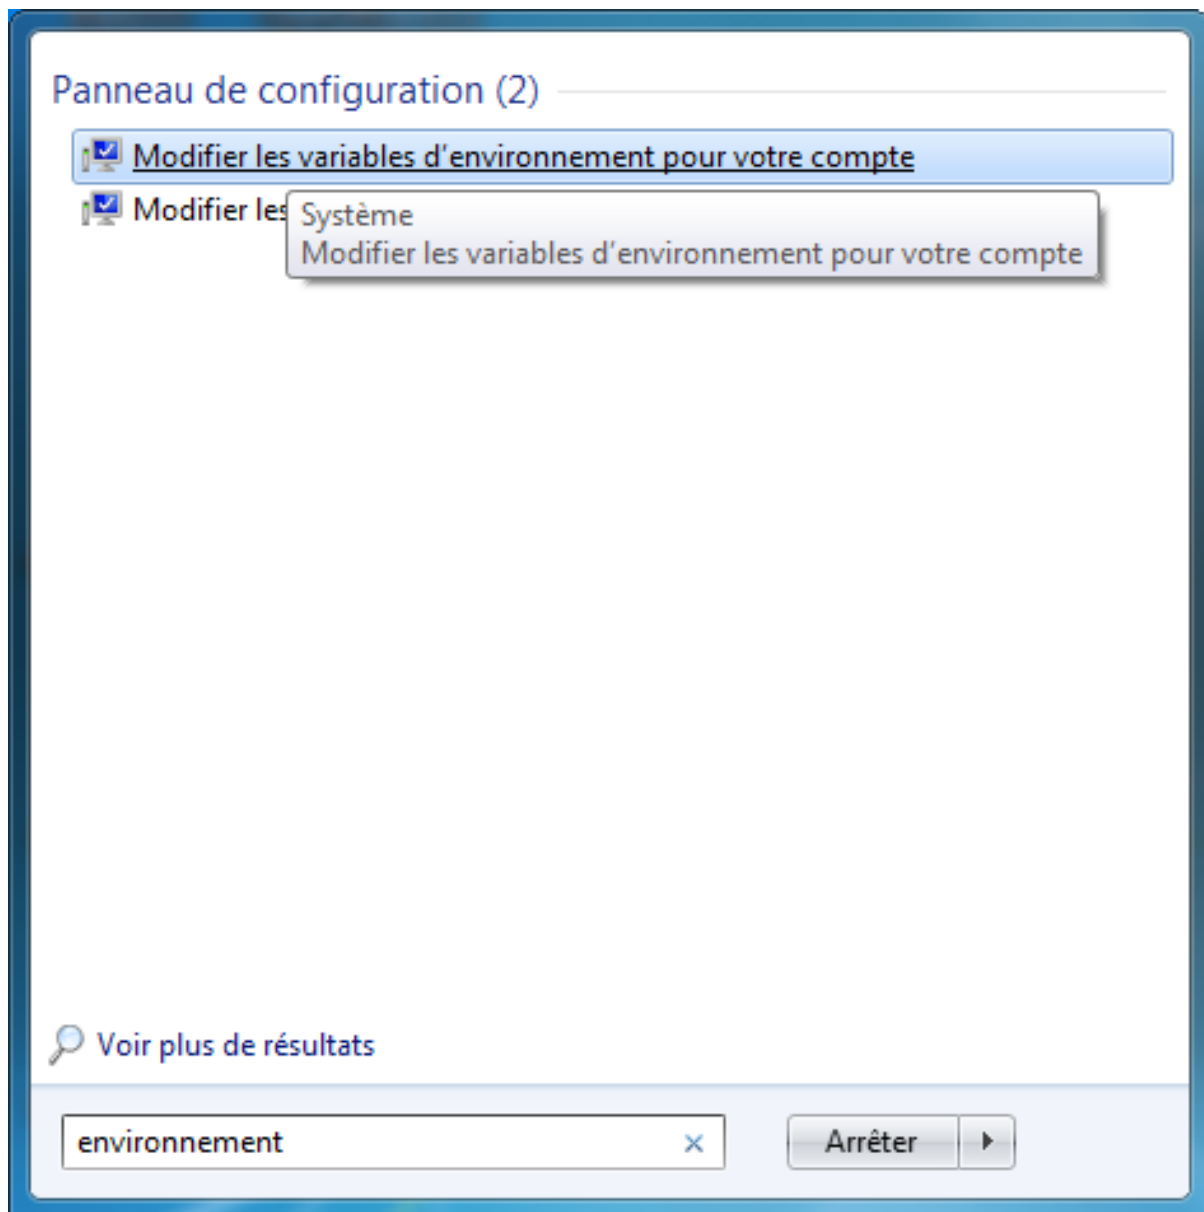 Panneau de configuration (2)
Modifier les variables d’environnement pour votre compte
Modifier les
Système
Modifier les variables d’environnement pour votre compte
Voir plus de résultats
environnement
Arrêter